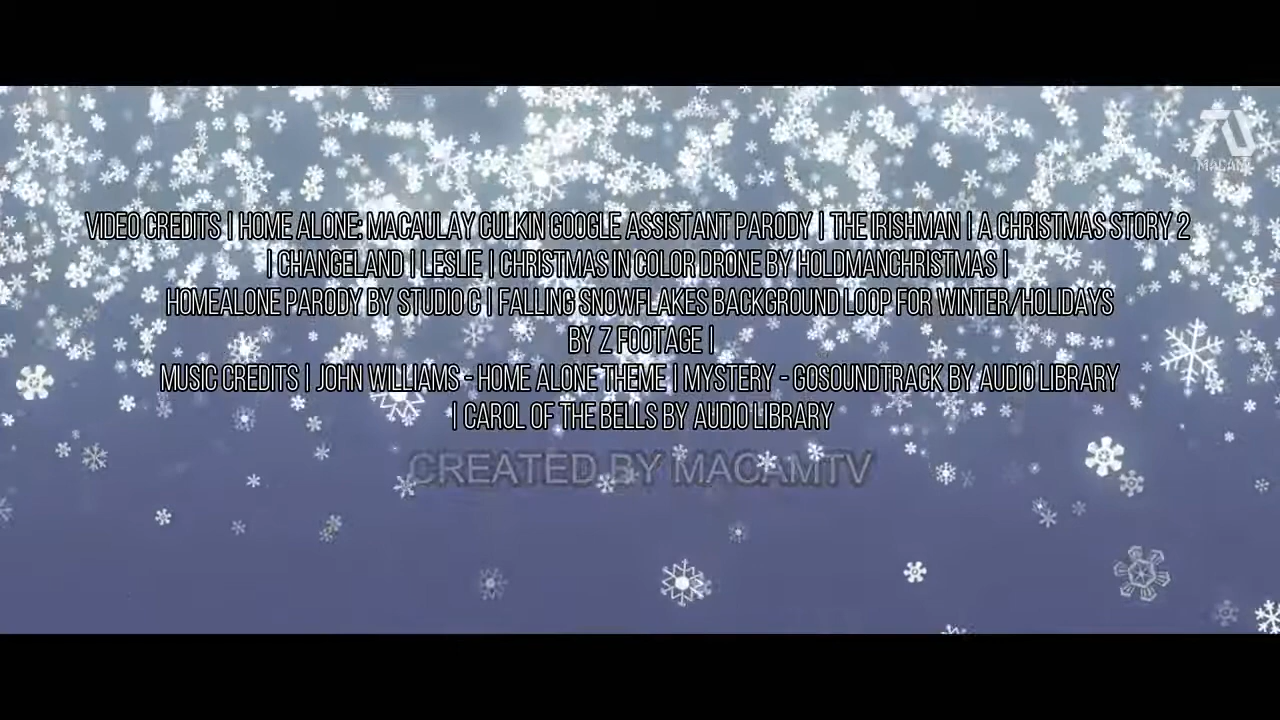 MACAM
VIDEO CREDITS | HOME ALONE: MACAULAY CULKIN GOOGLE ASSISTANT PARODY | THE IRISHMAN | A CHRISTMAS STORY 2
| CHANGELAND | LESLIE | CHRISTMAS IN COLOR DRONE BY HOLDMANCHRISTMAS |
HOMEALONE PARODY BY STUDIO C | FALLING SNOWFLAKES BACKGROUND LOOP FOR WINTER/HOLIDAYS
BY Z FOOTAGE |
MUSIC CREDITS | JOHN WILLIAMS - HOME ALONE THEME | MYSTERY - GOSOUNDTRACK BY AUDIO LIBRARY
| CAROL OF THE BELLS BY AUDIO LIBRARY
CREATED BY MACAMTV